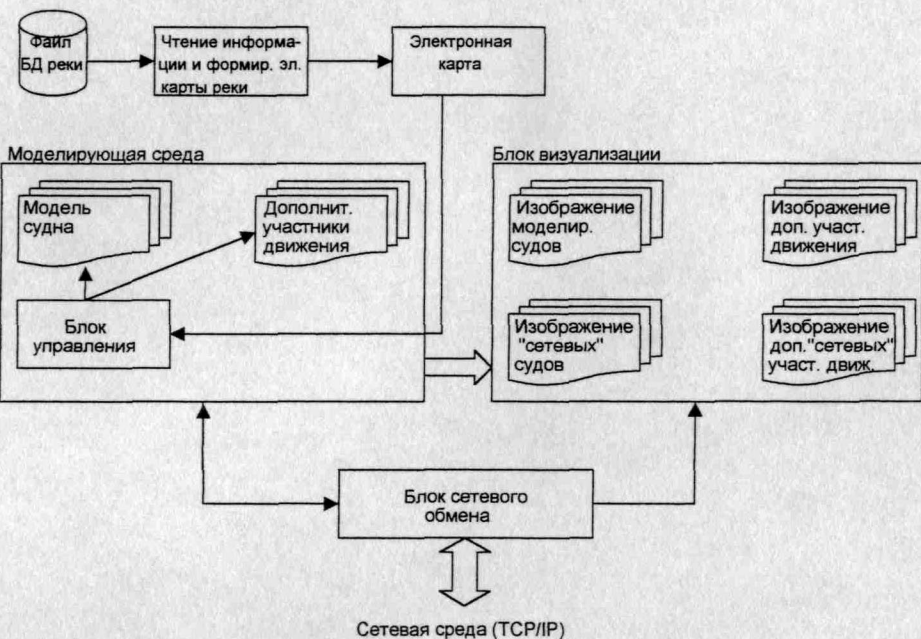 Файл
БД реки
Чтение информа-
ции и формир. эл.
карты реки
Электронная
карта
Моделирующая среда
Модель
судна
Дополнит.
участники
движения
Блок
управления
Блок визуализации
Изображение
моделир.
судов
Изображение
доп. участ.
движения
Изображение
"сетевых"
судов
Изображение
доп."сетевых"
участ. движ.
Блок сетевого
обмена
Сетевая среда (TCP/IP)